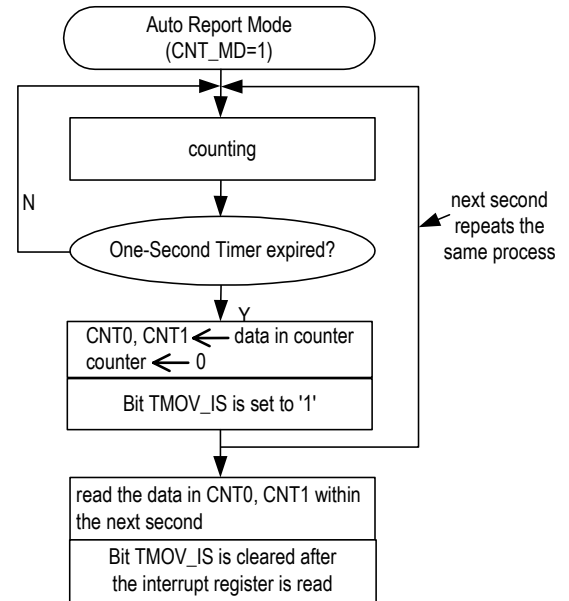 Auto Report Mode
(CNT_MD=1)
counting
N
next second
repeats the
same process
One-Second Timer expired?
Y
CNT0, CNT1 ← data in counter
counter ← 0
Bit TMOV_IS is set to '1'
read the data in CNT0, CNT1 within
the next second
Bit TMOV_IS is cleared after
the interrupt register is read